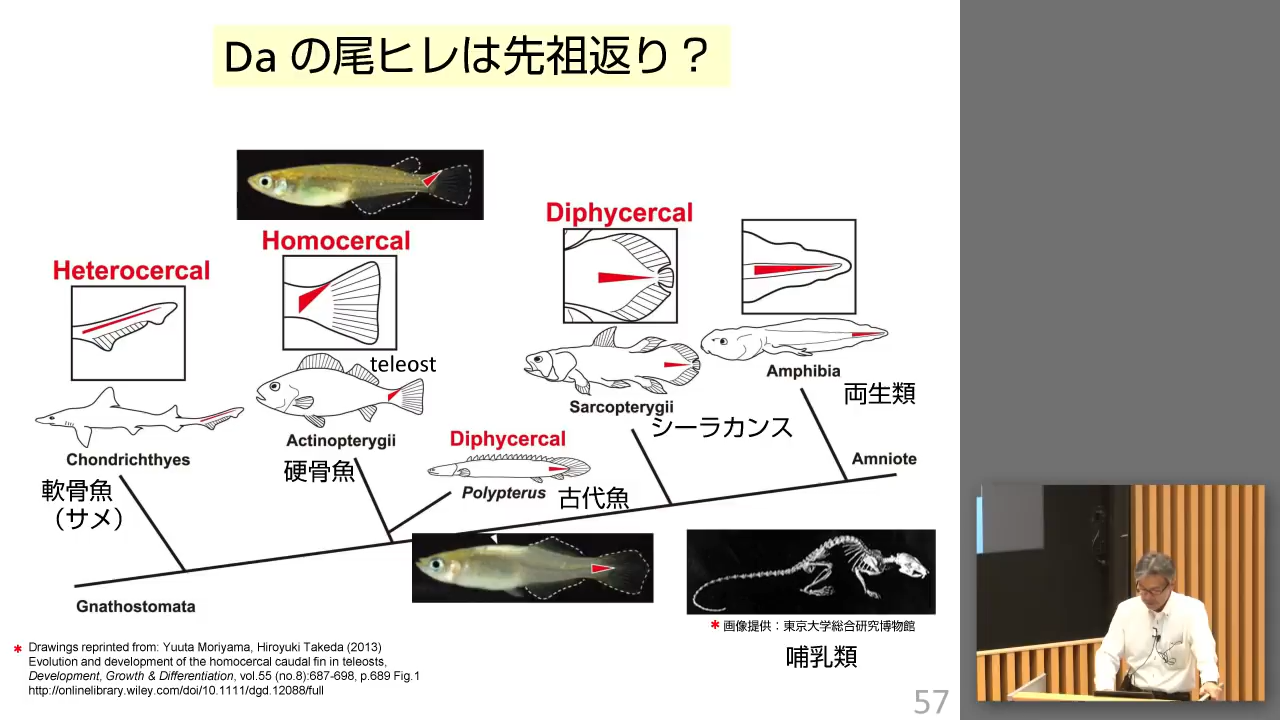 Da の尾ヒレは先祖返り？
Heterocercal
Homocercal
Diphycercal
teleost
Chondrichthyes
軟骨魚
（サメ）
Actinopterygii
硬骨魚
Diphycercal
Polypterus
古代魚
Sarcopterygii
シーラカンス
Amphibia
両生類
Amniote
Gnathostomata
* 画像提供：東京大学総合研究博物館
哺乳類
* Drawings reprinted from: Yuuta Moriyama, Hiroyuki Takeda (2013)
Evolution and development of the homocercal caudal fin in teleosts,
Development, Growth & Differentiation, vol.55 (no.8):687-698, p.689 Fig.1
http://onlinelibrary.wiley.com/doi/10.1111/dgd.12088/full
57